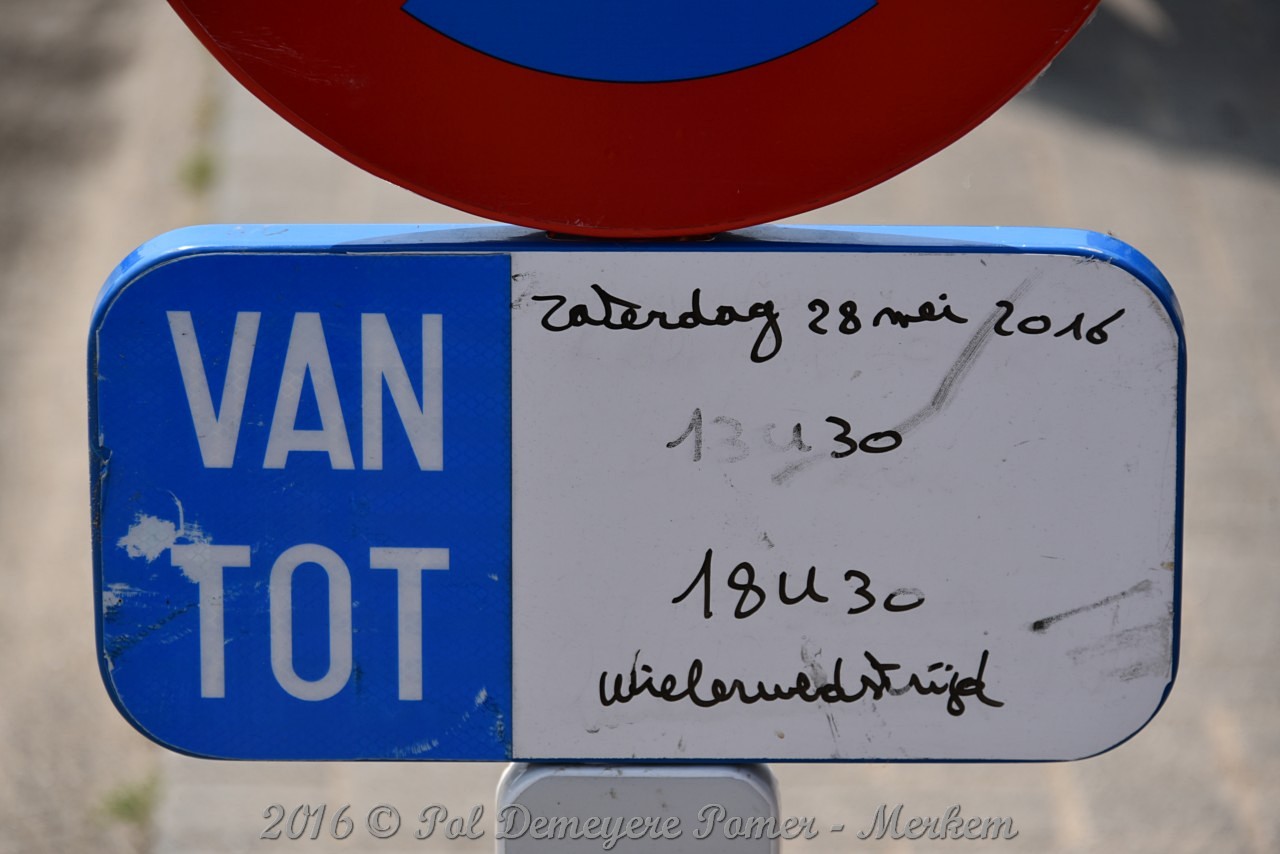 VAN
TOT
Zaterdag 28 mei 2016
13U30
18U30
Wielerwedstrijd
2016 © Pol Demeyere Pomer - Merkem